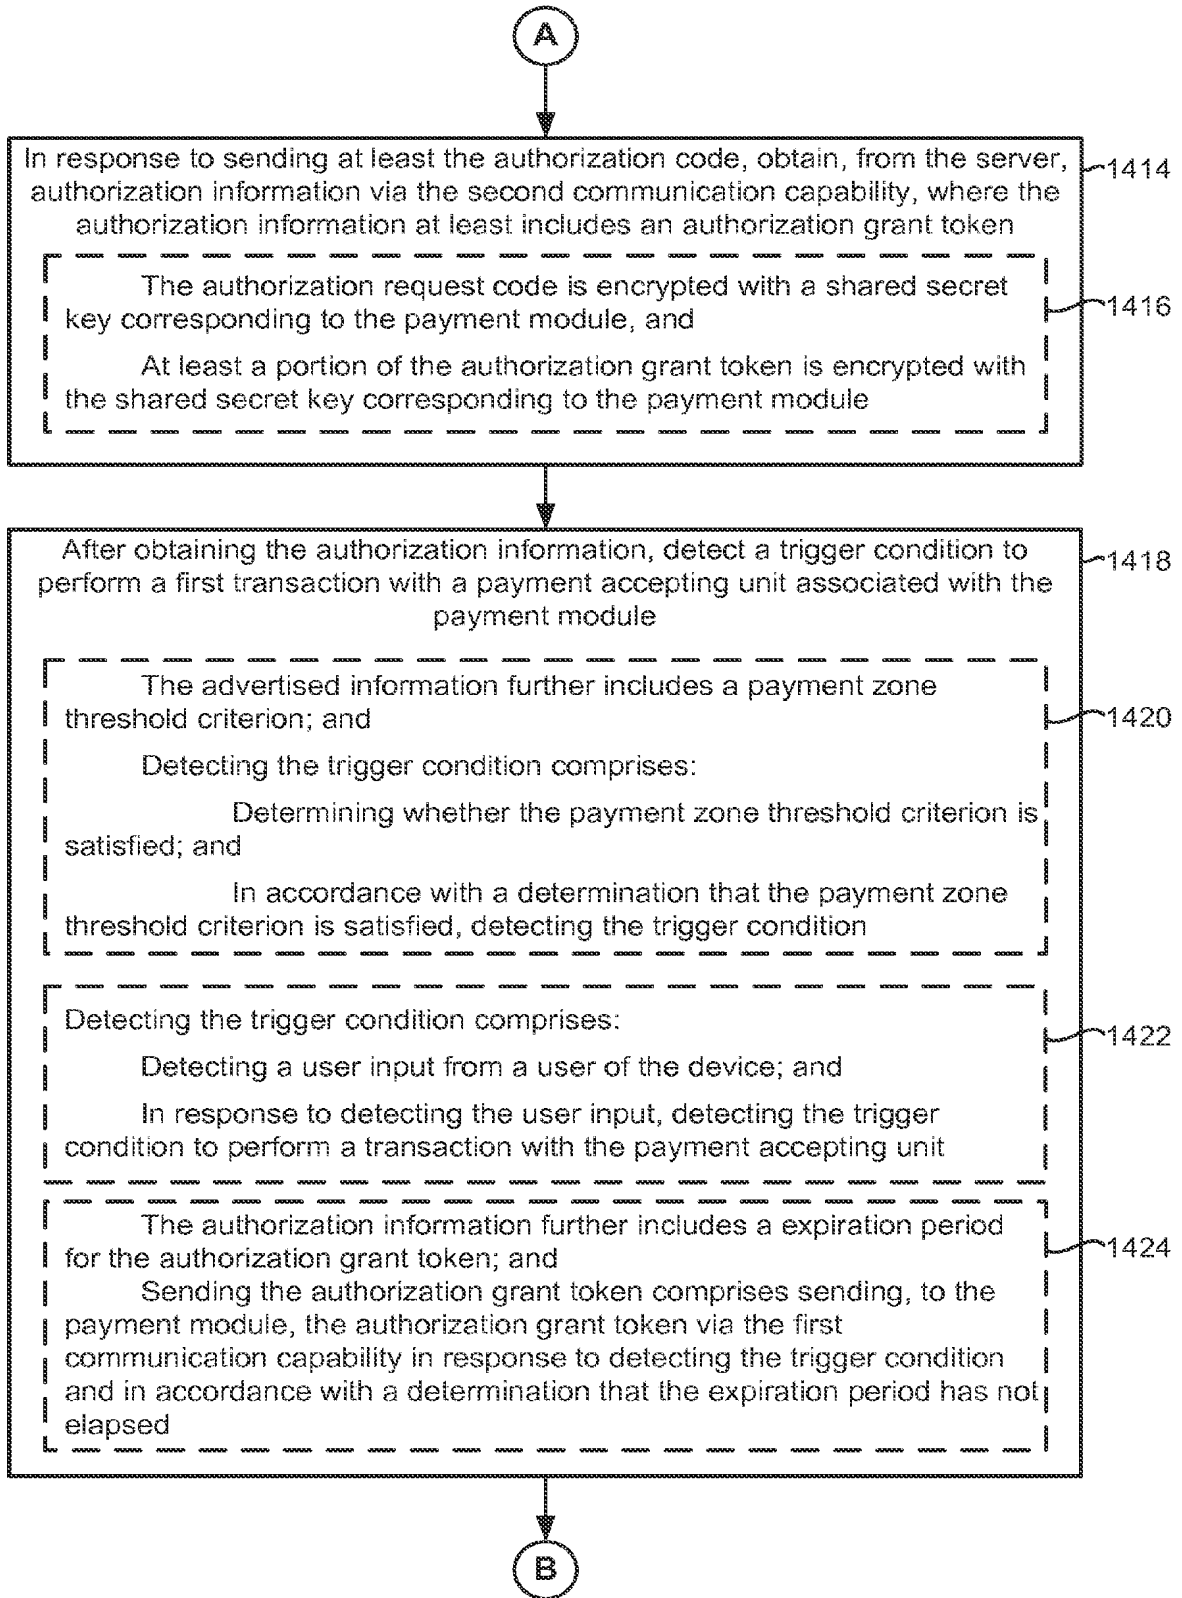 A
In response to sending at least the authorization code, obtain, from the server,
authorization information via the second communication capability, where the
authorization information at least includes an authorization grant token
1414
The authorization request code is encrypted with a shared secret
key corresponding to the payment module, and
1416
At least a portion of the authorization grant token is encrypted with
the shared secret key corresponding to the payment module
After obtaining the authorization information, detect a trigger condition to
perform a first transaction with a payment accepting unit associated with the
payment module
1418
The advertised information further includes a payment zone
threshold criterion; and
1420
Detecting the trigger condition comprises:
Determining whether the payment zone threshold criterion is
satisfied; and
In accordance with a determination that the payment zone
threshold criterion is satisfied, detecting the trigger condition
Detecting the trigger condition comprises:
1422
Detecting a user input from a user of the device; and
In response to detecting the user input, detecting the trigger
condition to perform a transaction with the payment accepting unit
The authorization information further includes a expiration period
for the authorization grant token; and
1424
Sending the authorization grant token comprises sending, to the
payment module, the authorization grant token via the first
communication capability in response to detecting the trigger condition
and in accordance with a determination that the expiration period has not
elapsed
B